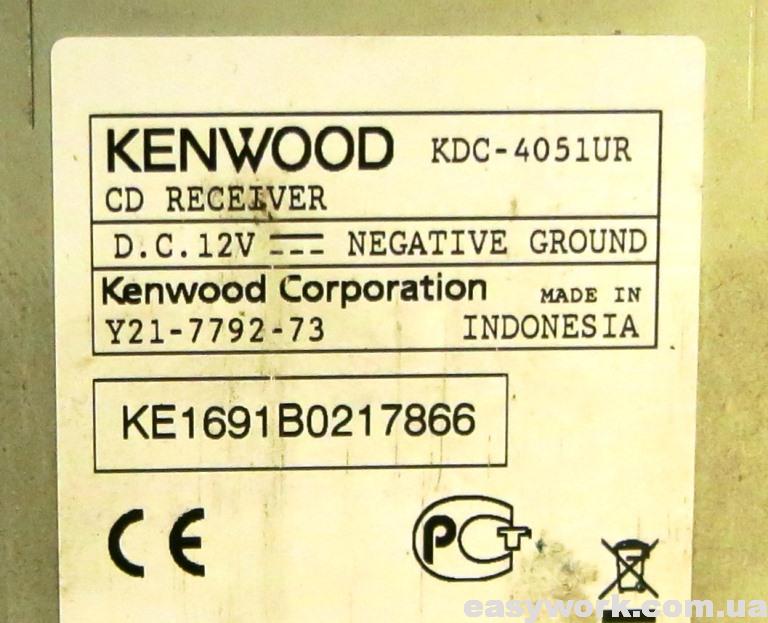 KENWOOD KDC-4051UR
CD RECEIVER
D.C.12V NEGATIVE GROUND
Kenwood Corporation MADE IN
Y21-7792-73 INDONESIA
KE1691B0217866
CE
РСТ
easywork.com.ua